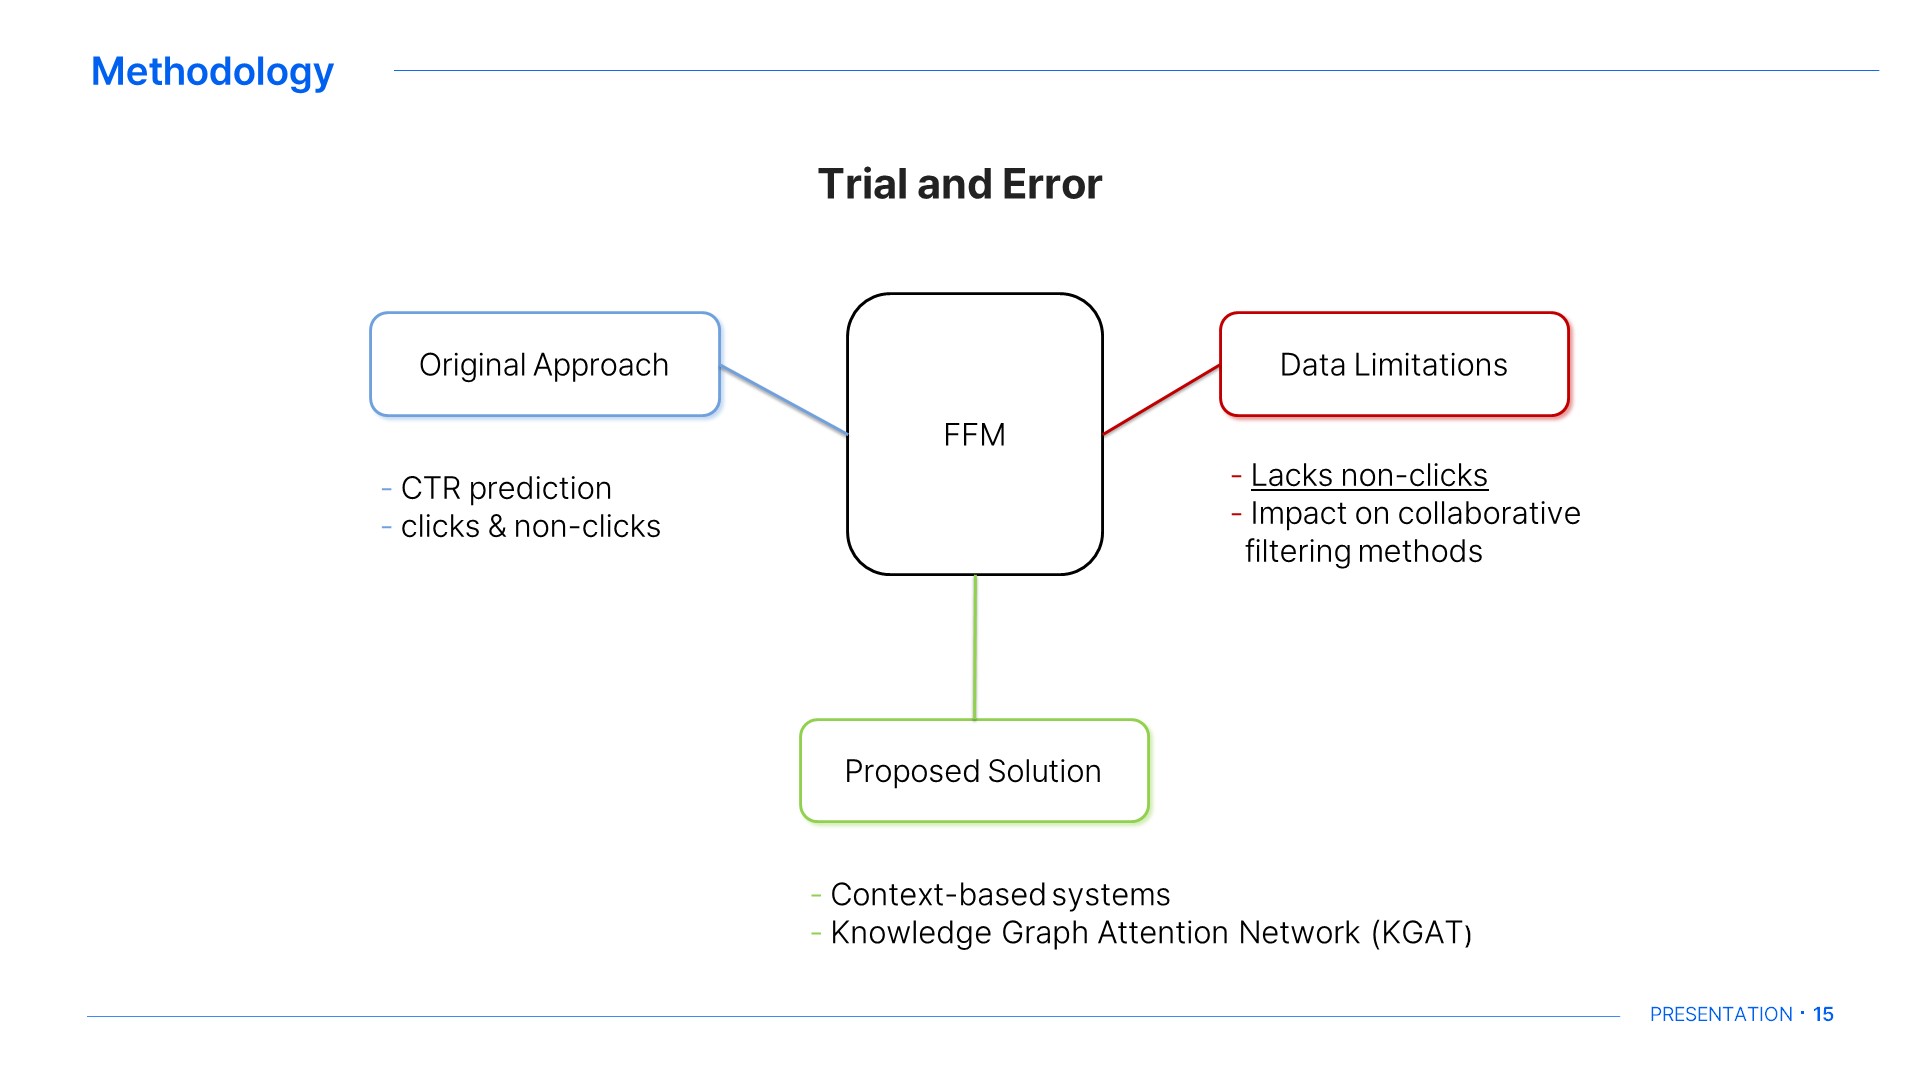 Methodology
Trial and Error
Original Approach
- CTR prediction
- clicks & non-clicks
FFM
Data Limitations
- Lacks non-clicks
- Impact on collaborative
filtering methods
Proposed Solution
- Context-based systems
- Knowledge Graph Attention Network (KGAT)
PRESENTATION · 15